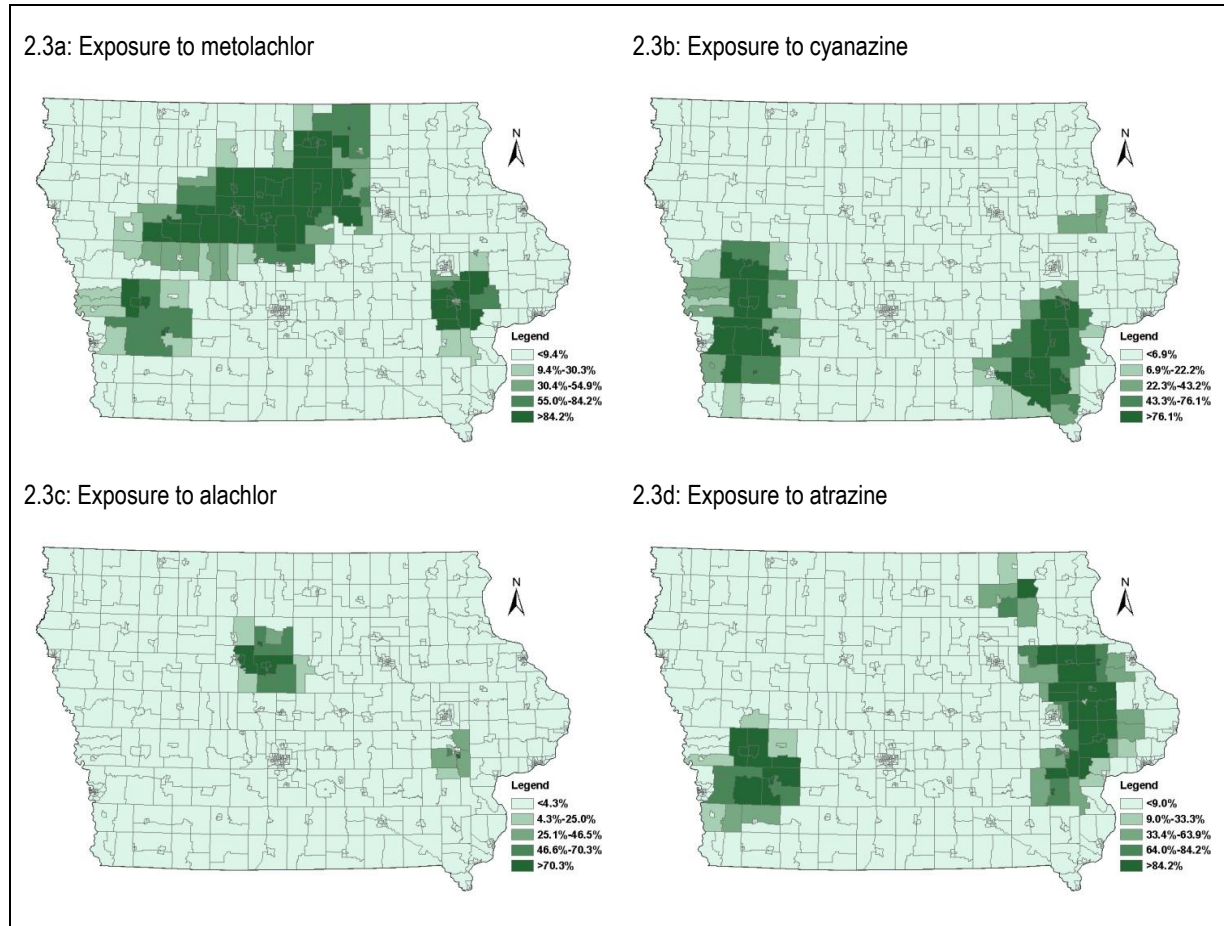 2.3a: Exposure to metolachlor
N
Legend
<9.4%
9.4%-30.3%
30.4%-54.9%
55.0%-84.2%
>84.2%
2.3b: Exposure to cyanazine
N
Legend
<6.9%
6.9%-22.2%
22.3%-43.2%
43.3%-76.1%
>76.1%
2.3c: Exposure to alachlor
N
Legend
<4.3%
4.3%-25.0%
25.1%-46.5%
46.6%-70.3%
>70.3%
2.3d: Exposure to atrazine
N
Legend
<9.0%
9.0%-33.3%
33.4%-63.9%
64.0%-84.2%
>84.2%